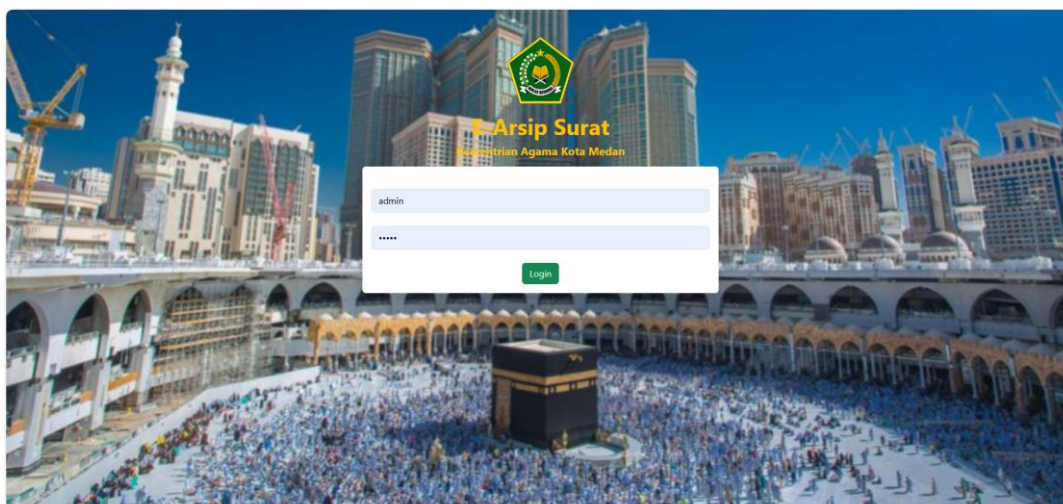 E-Arsip Surat
Kementrian Agama Kota Medan
admin
•••••
Login